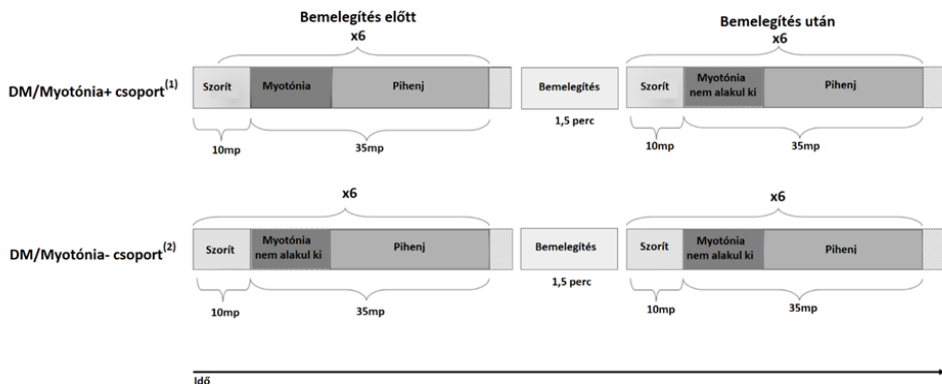 Bemelegítés előtt
Bemelegítés után
x6
x6
DM/Myotónia+ csoport(1)
Szorít
Myotónia
Pihenj
Bemelegítés
Szorít
Myotónia
nem alakul ki
Pihenj
1,5 perc
10mp
35mp
10mp
35mp
x6
x6
DM/Myotónia- csoport(2)
Szorít
Myotónia
nem alakul ki
Pihenj
Bemelegítés
Szorít
Myotónia
nem alakul ki
Pihenj
1,5 perc
10mp
35mp
10mp
35mp
Idő